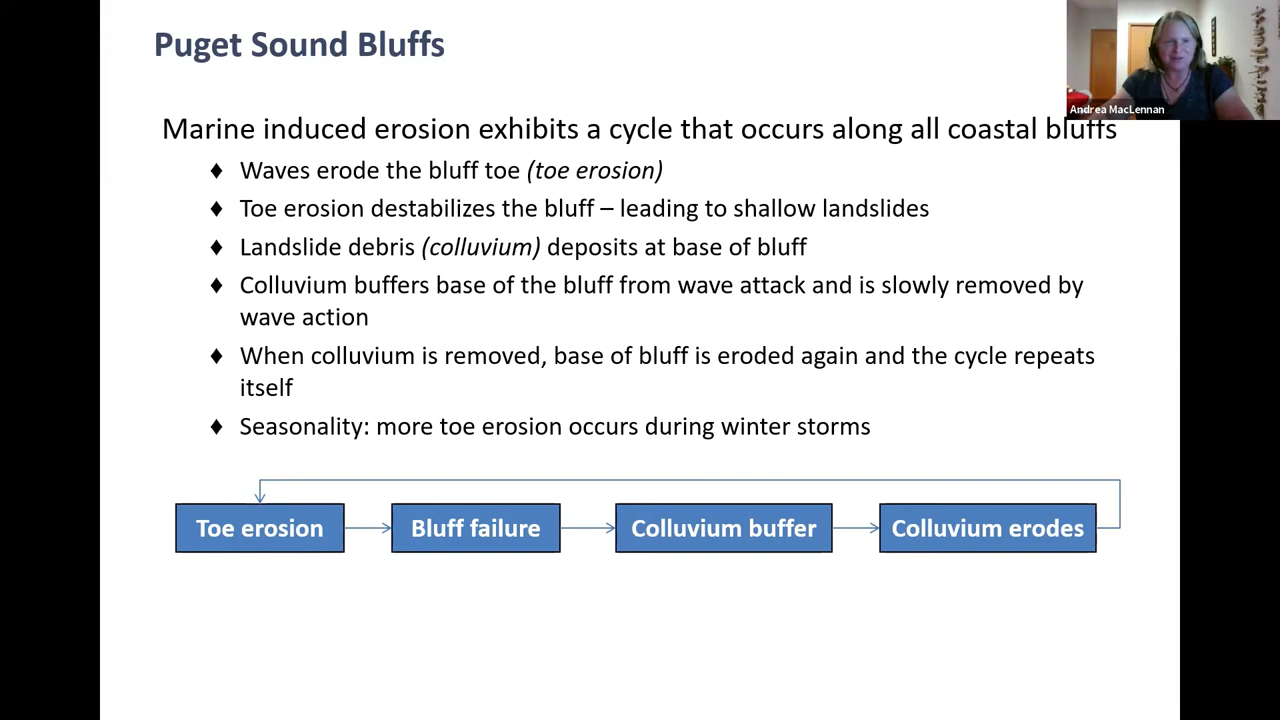 Puget Sound Bluffs
Andrea MacLennan
Marine induced erosion exhibits a cycle that occurs along all coastal bluffs
♦ Waves erode the bluff toe (toe erosion)
♦ Toe erosion destabilizes the bluff – leading to shallow landslides
♦ Landslide debris (colluvium) deposits at base of bluff
♦ Colluvium buffers base of the bluff from wave attack and is slowly removed by
wave action
♦ When colluvium is removed, base of bluff is eroded again and the cycle repeats
itself
♦ Seasonality: more toe erosion occurs during winter storms
Toe erosion
Bluff failure
Colluvium buffer
Colluvium erodes